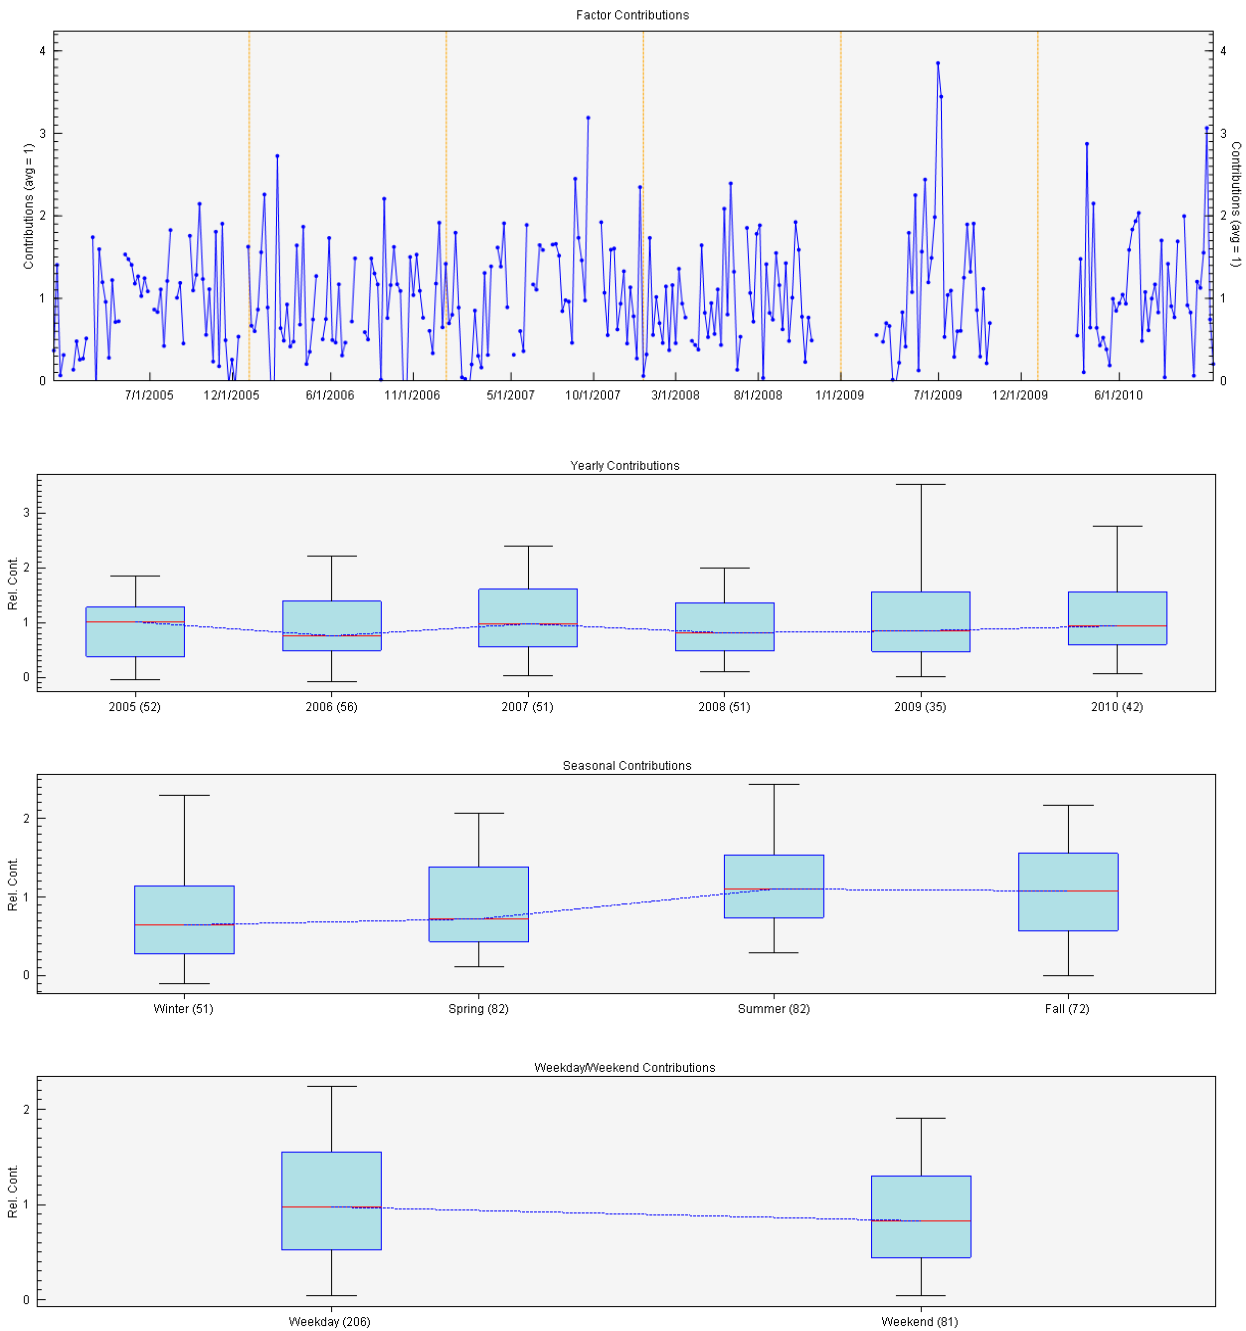 Factor Contributions
4
3
2
1
0
Contributions (avg = 1)
4
3
2
1
0
Contributions (avg = 1)
7/1/2005 12/1/2005 6/1/2006 11/1/2006 5/1/2007 10/1/2007 3/1/2008 8/1/2008 1/1/2009 7/1/2009 12/1/2009 6/1/2010
Yearly Contributions
3
2
1
0
Rel. Cont.
2005 (52) 2006 (56) 2007 (51) 2008 (51) 2009 (35) 2010 (42)
Seasonal Contributions
2
1
0
Rel. Cont.
Winter (51) Spring (82) Summer (82) Fall (72)
Weekday/Weekend Contributions
2
1
0
Rel. Cont.
Weekday (206) Weekend (81)